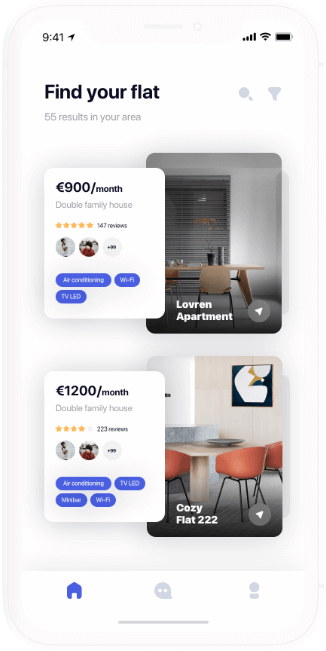 9:41
Find your flat
55 results in your area
€900/month
Double family house
147 reviews
+99
Air conditioning
Wi-Fi
TV LED
Lovren
Apartment
€1200/month
Double family house
223 reviews
+99
Air conditioning
TV LED
Minibar
Wi-Fi
Cozy
Flat 222